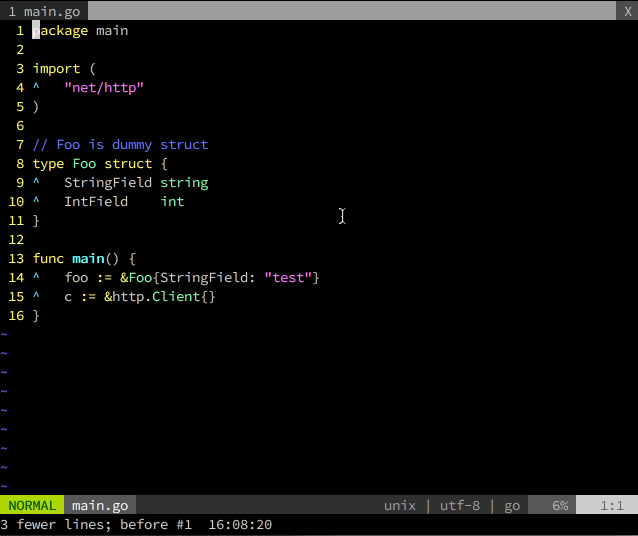 1 main.go X
1 package main
2
3 import (
4 ^   "net/http"
5 )
6
7 // Foo is dummy struct
8 type Foo struct {
9 ^   StringField string
10 ^   IntField    int
11 }
12
13 func main() {
14 ^   foo := &Foo{StringField: "test"}
15 ^   c := &http.Client{}
16 }
~
~
~
~
~
~
~
~
~
NORMAL main.go unix | utf-8 | go 6% 1:1
3 fewer lines; before #1  16:08:20